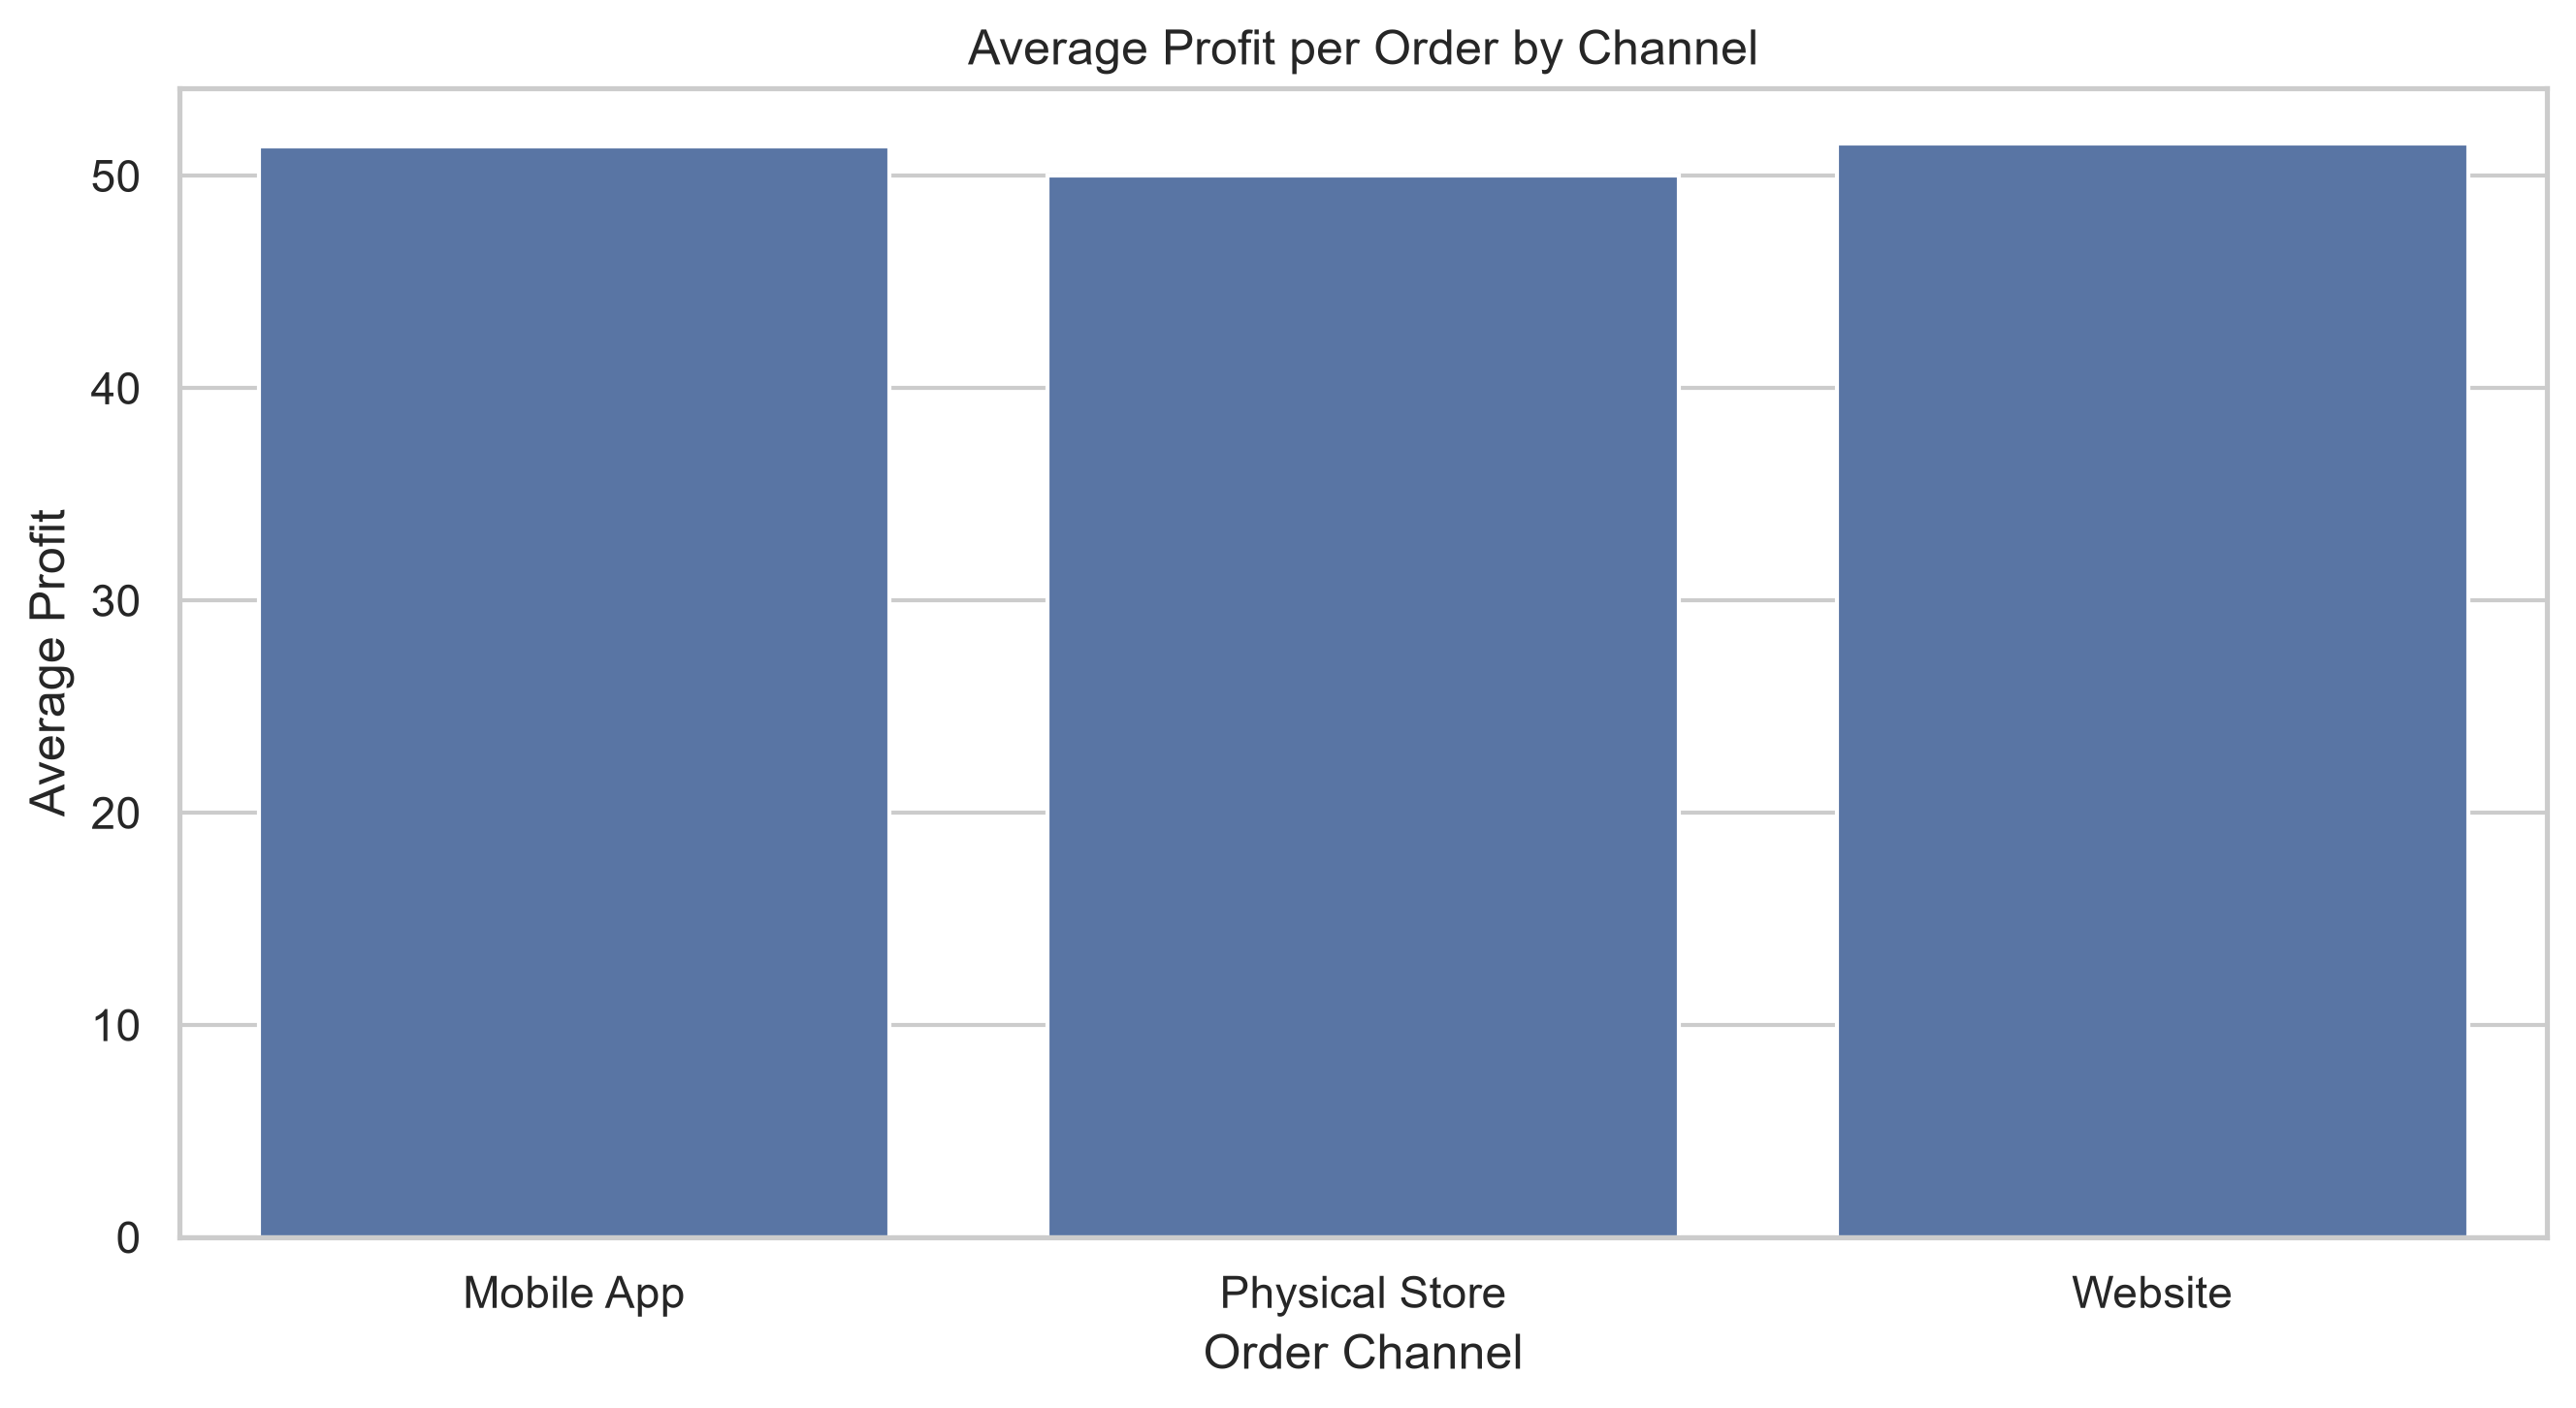 Average Profit per Order by Channel
Average Profit
50
40
30
20
10
0
Mobile App
Physical Store
Website
Order Channel